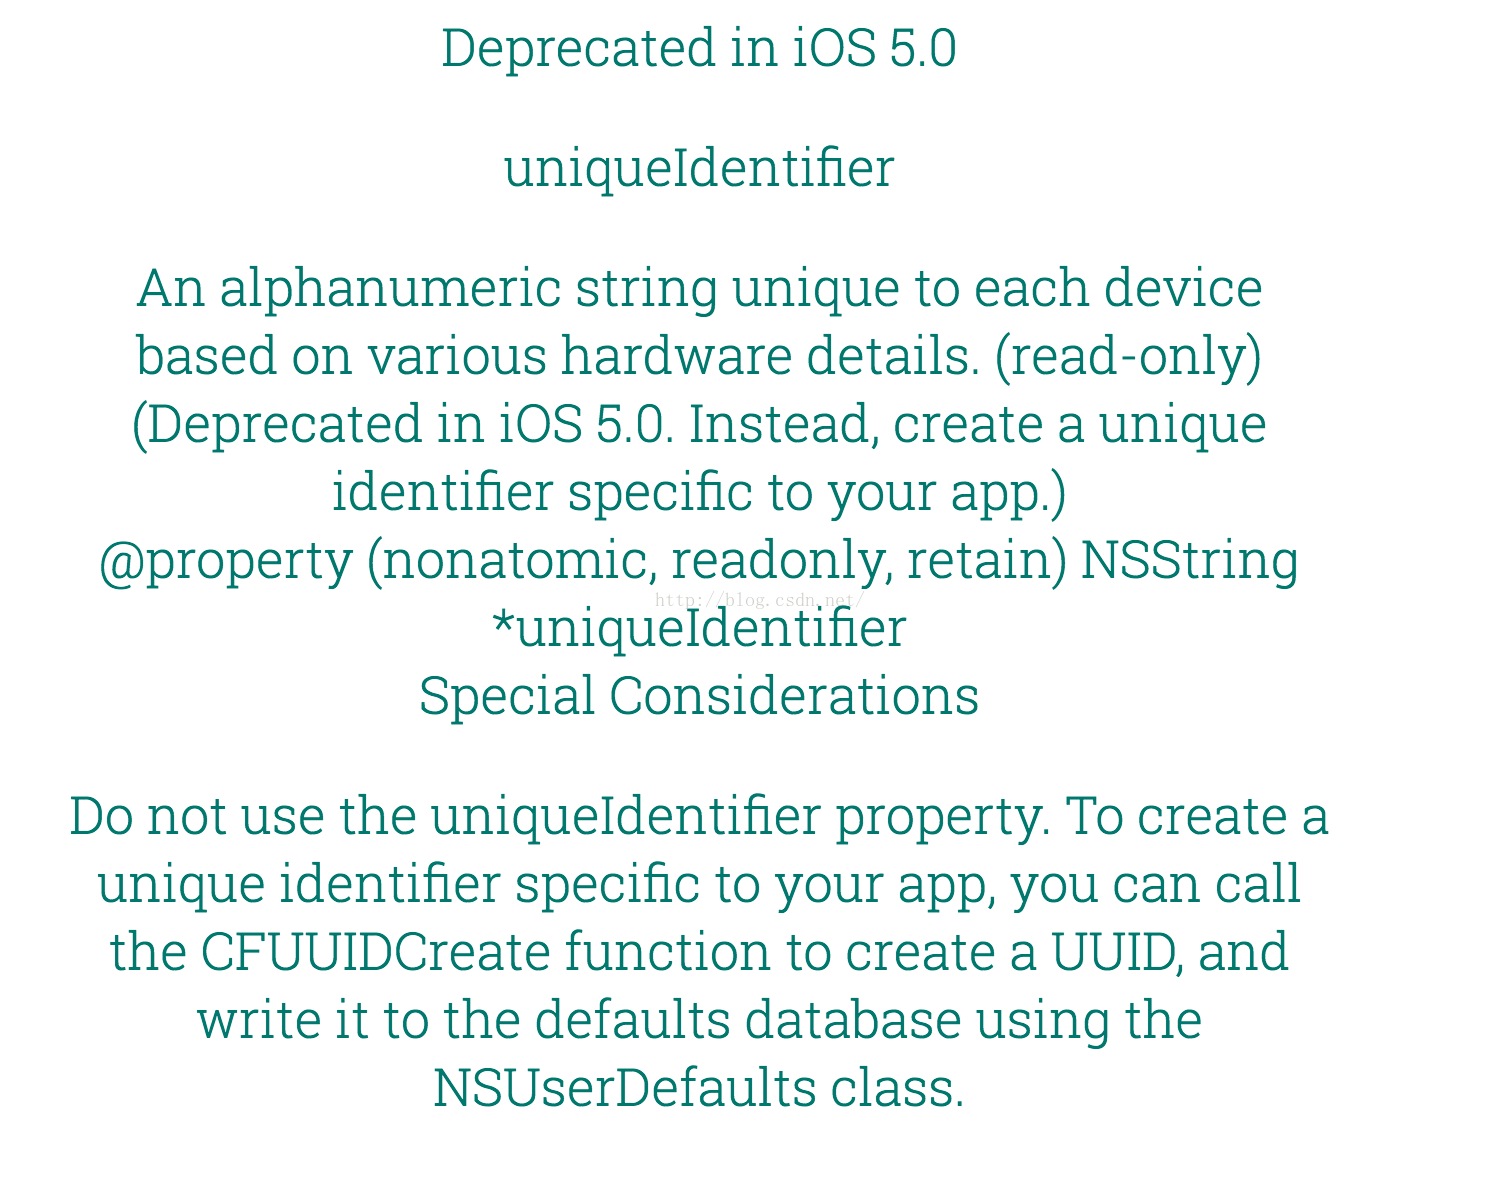 Deprecated in iOS 5.0
uniqueIdentifier
An alphanumeric string unique to each device
based on various hardware details. (read-only)
(Deprecated in iOS 5.0. Instead, create a unique
identifier specific to your app.)
@property (nonatomic, readonly, retain) NSString
http://blog.csdn.net/
*uniqueIdentifier
Special Considerations
Do not use the uniqueIdentifier property. To create a
unique identifier specific to your app, you can call
the CFUUIDCreate function to create a UUID, and
write it to the defaults database using the
NSUserDefaults class.